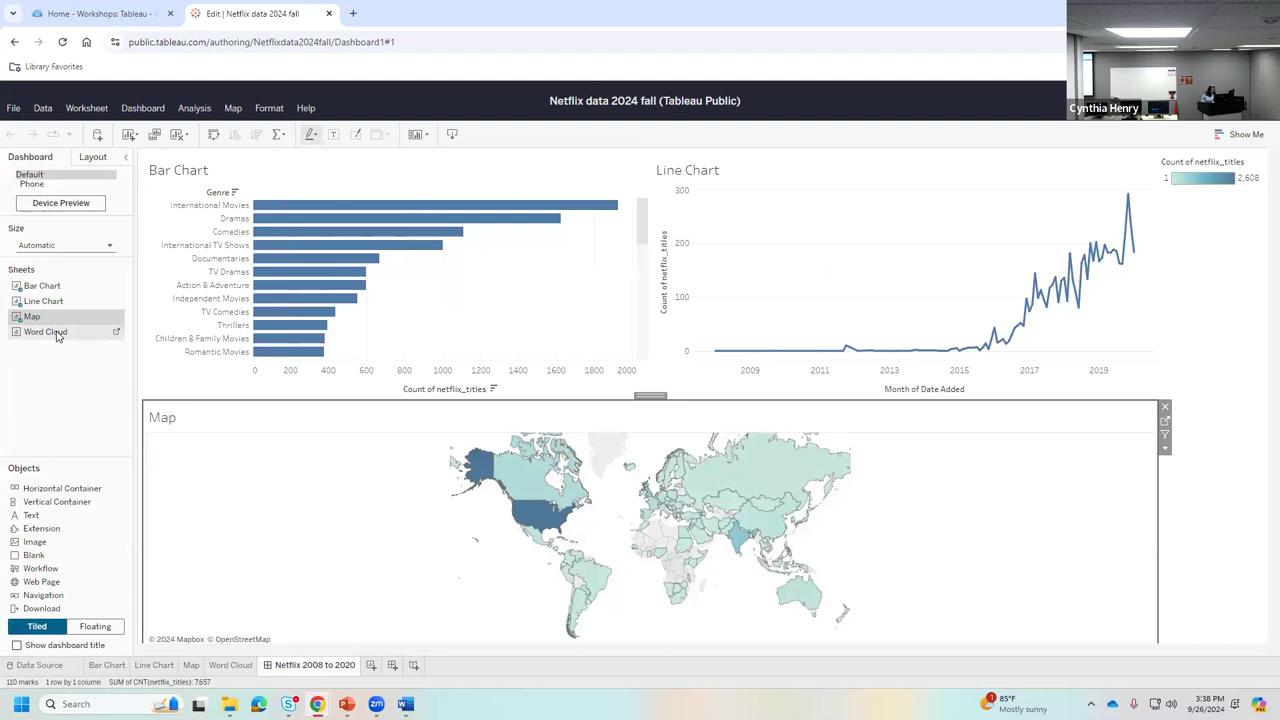 Home - Workshops: Tableau -
Edit | Netflix data 2024 fall
public.tableau.com/authoring/Netflixdata2024fall/Dashboard1#1
Library Favorites
Cynthia Henry
File Data Worksheet Dashboard Analysis Map Format Help
Netflix data 2024 fall (Tableau Public)
Show Me
Dashboard Layout
Default
Phone
Device Preview
Size
Automatic
Sheets
Bar Chart
Line Chart
Map
Word Cloud
Objects
Horizontal Container
Vertical Container
Text
Extension
Image
Blank
Workflow
Web Page
Navigation
Download
Tiled Floating
Show dashboard title
Bar Chart
Genre
International Movies
Dramas
Comedies
International TV Shows
Documentaries
TV Dramas
Action & Adventure
Independent Movies
TV Comedies
Thrillers
Children & Family Movies
Romantic Movies
0 200 400 600 800 1000 1200 1400 1600 1800 2000
Count of netflix_titles
Line Chart
Count of netflix_titles
300
200
100
0
2009 2011 2013 2015 2017 2019
Month of Date Added
Count of netflix_titles
1 2,608
Map
© 2024 Mapbox © OpenStreetMap
Data Source Bar Chart Line Chart Map Word Cloud Netflix 2008 to 2020
110 marks 1 row by 1 column SUM of CNT(netflix_titles): 7,657
Search
85°F
Mostly sunny
3:38 PM
9/26/2024